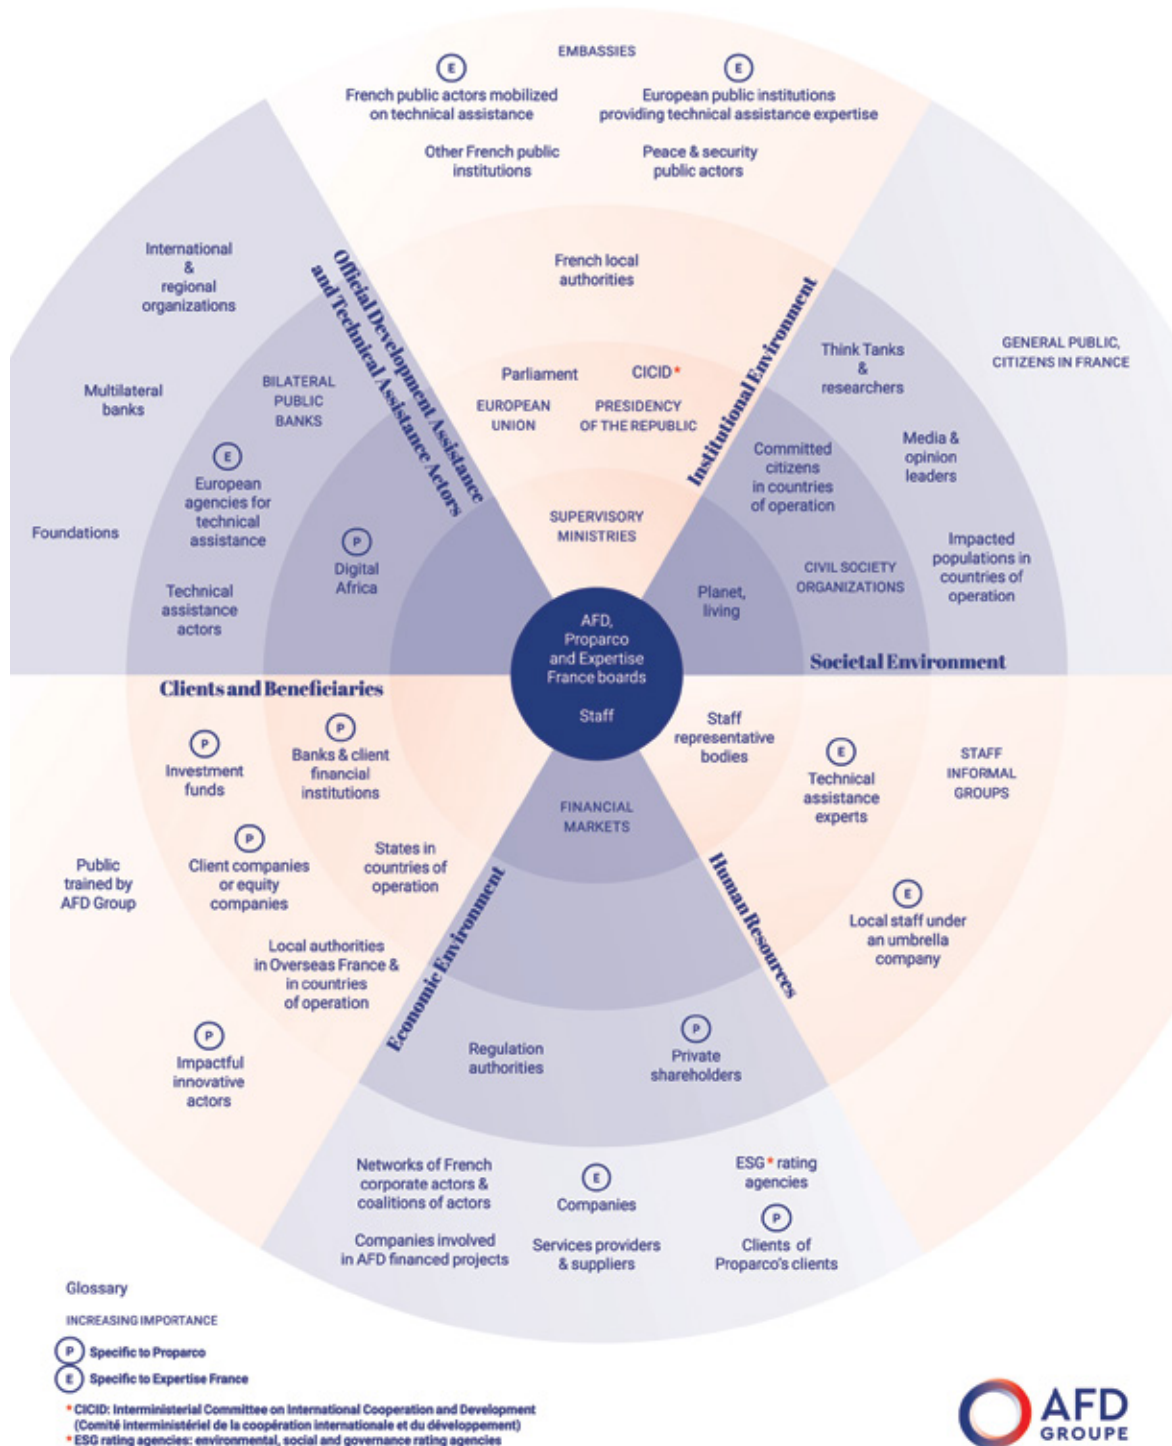 EMBASSIES
E
French public actors mobilized
on technical assistance
E
European public institutions
providing technical assistance expertise
Other French public
institutions
Peace & security
public actors
French local
authorities
Parliament
CICID*
EUROPEAN
UNION
PRESIDENCY
OF THE REPUBLIC
SUPERVISORY
MINISTRIES
Institutional Environment
Official Development Assistance
and Technical Assistance Actors
International
&
regional
organizations
Multilateral
banks
Foundations
BILATERAL
PUBLIC
BANKS
E
European
agencies for
technical
assistance
Technical
assistance
actors
P
Digital
Africa
GENERAL PUBLIC,
CITIZENS IN FRANCE
Think Tanks
&
researchers
Media &
opinion
leaders
Impacted
populations in
countries of
operation
Committed
citizens
in countries
of operation
CIVIL SOCIETY
ORGANIZATIONS
Planet,
living
Societal Environment
AFD,
Proparco
and Expertise
France boards
Staff
Clients and Beneficiaries
P
Investment
funds
P
Banks & client
financial
institutions
P
Client companies
or equity
companies
States in
countries of
operation
Public
trained by
AFD Group
Local authorities
in Overseas France &
in countries
of operation
P
Impactful
innovative
actors
Staff
representative
bodies
E
Technical
assistance
experts
STAFF
INFORMAL
GROUPS
E
Local staff under
an umbrella
company
Human Resources
FINANCIAL
MARKETS
Economic Environment
Regulation
authorities
P
Private
shareholders
Networks of French
corporate actors &
coalitions of actors
E
Companies
ESG* rating
agencies
Companies involved
in AFD financed projects
Services providers
& suppliers
P
Clients of
Proparco's clients
Glossary
INCREASING IMPORTANCE
P Specific to Proparco
E Specific to Expertise France
* CICID: Interministerial Committee on International Cooperation and Development
(Comité interministériel de la coopération internationale et du développement)
* ESG rating agencies: environmental, social and governance rating agencies
AFD
GROUPE